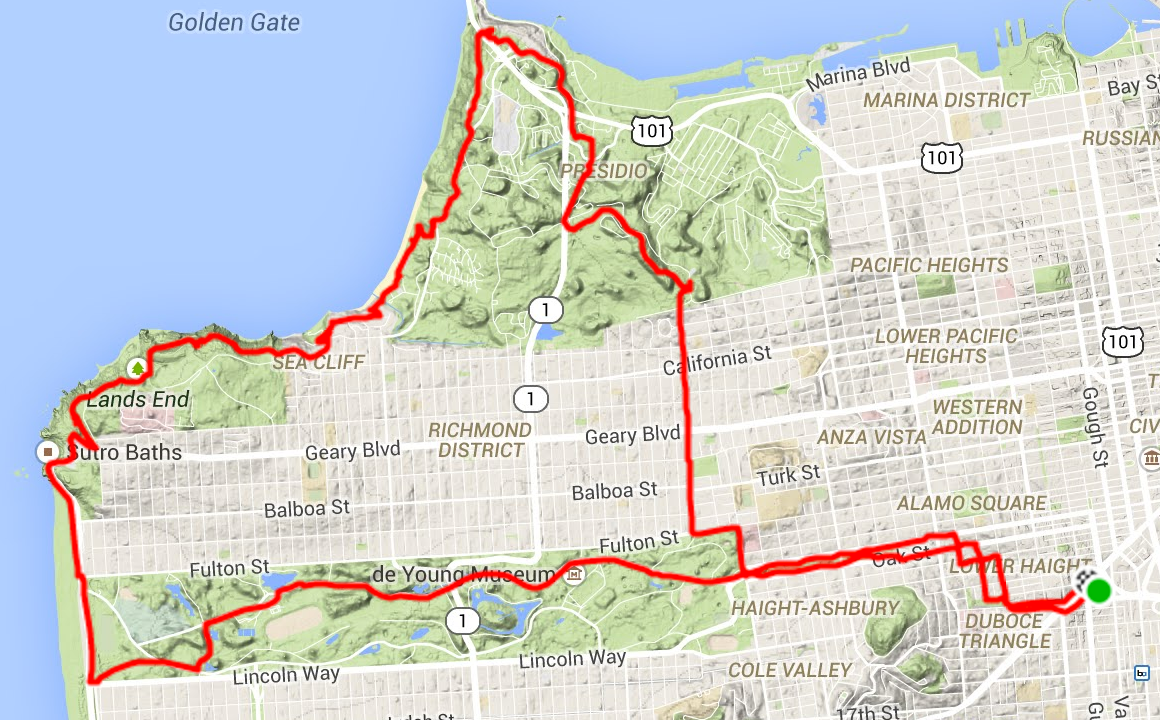 Golden Gate
Marina Blvd
MARINA DISTRICT
Bay St
101
101
RUSSIAN
PRESIDIO
PACIFIC HEIGHTS
1
LOWER PACIFIC
HEIGHTS
101
SEA CLIFF
California St
Lands End
1
WESTERN
ADDITION
Gough St
CIV
RICHMOND
DISTRICT
Geary Blvd
Geary Blvd
ANZA VISTA
Sutro Baths
Turk St
Balboa St
Balboa St
ALAMO SQUARE
Fulton St
Oak St
LOWER HAIGHT
Fulton St
de Young Museum
HAIGHT-ASHBURY
1
DUBOCE
TRIANGLE
Lincoln Way
Lincoln Way
COLE VALLEY
17th St
Va
G